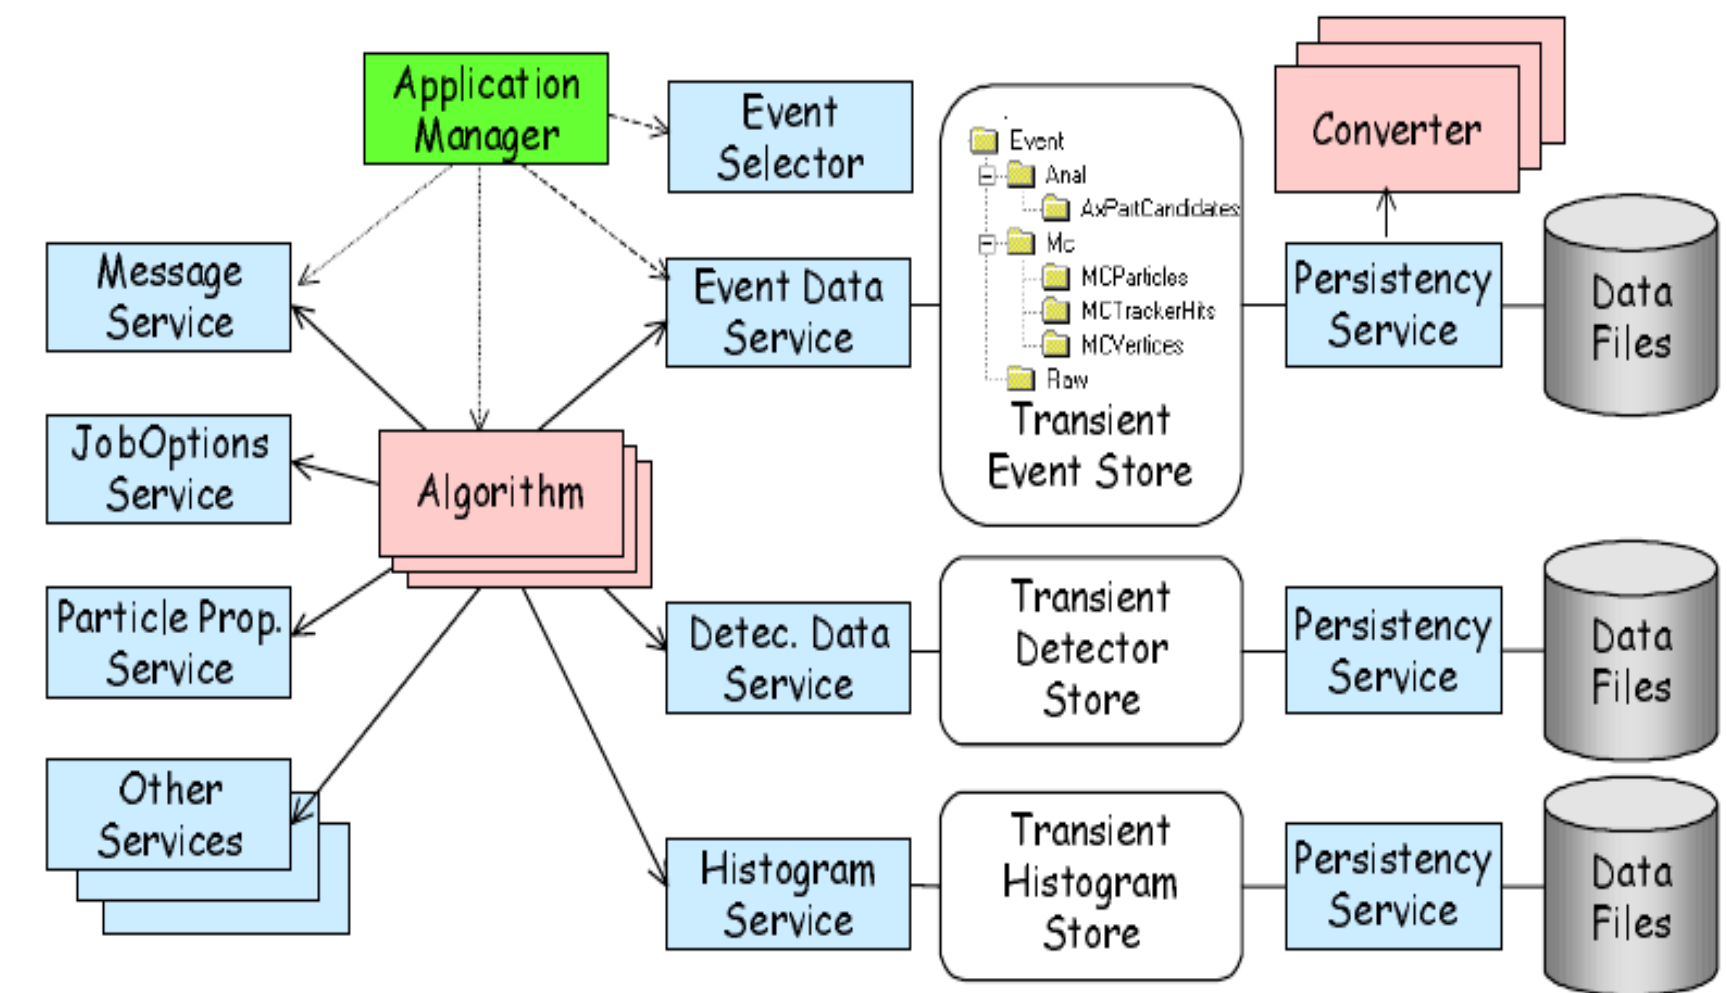 Application
Manager
Event
Selector
Converter
Event
Anal
AxPartCandidates
Mc
MCParticles
MCTrackerHits
MCVertices
Raw
Transient
Event Store
Message
Service
Event Data
Service
Persistency
Service
Data
Files
JobOptions
Service
Algorithm
Particle Prop.
Service
Detec. Data
Service
Transient
Detector
Store
Persistency
Service
Data
Files
Other
Services
Histogram
Service
Transient
Histogram
Store
Persistency
Service
Data
Files